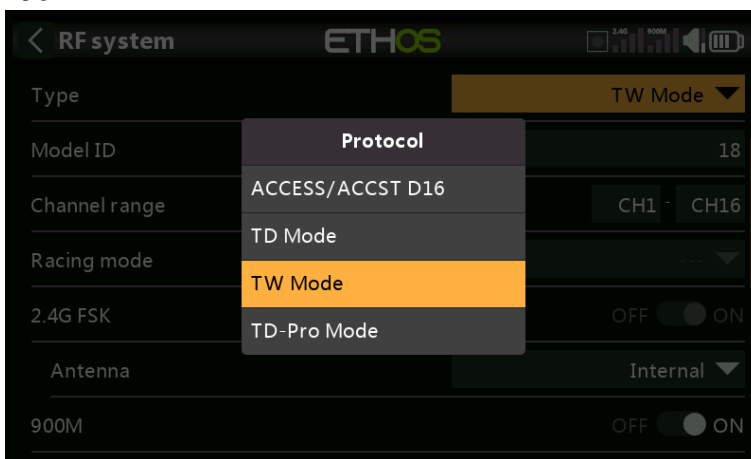 RF system ETHOS 2.4G 900M
Type TW Mode
Protocol
Model ID 18
ACCESS/ACCST D16
Channel range CH1 - CH16
TD Mode
Racing mode ---
TW Mode
2.4G FSK OFF ON
TD-Pro Mode
Antenna Internal
900M OFF ON